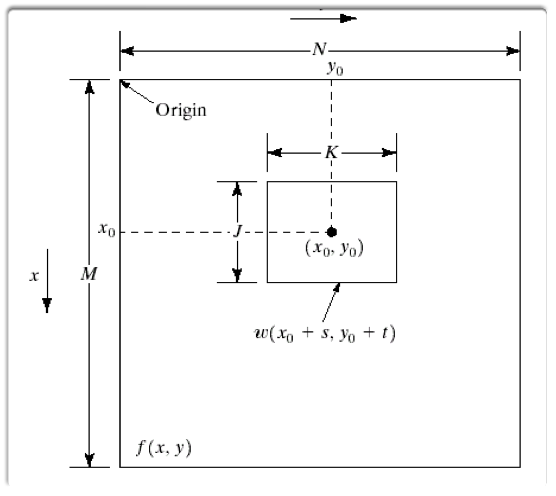 N
y₀
Origin
K
x₀
J
(x₀, y₀)
x
M
w(x₀ + s, y₀ + t)
f(x, y)